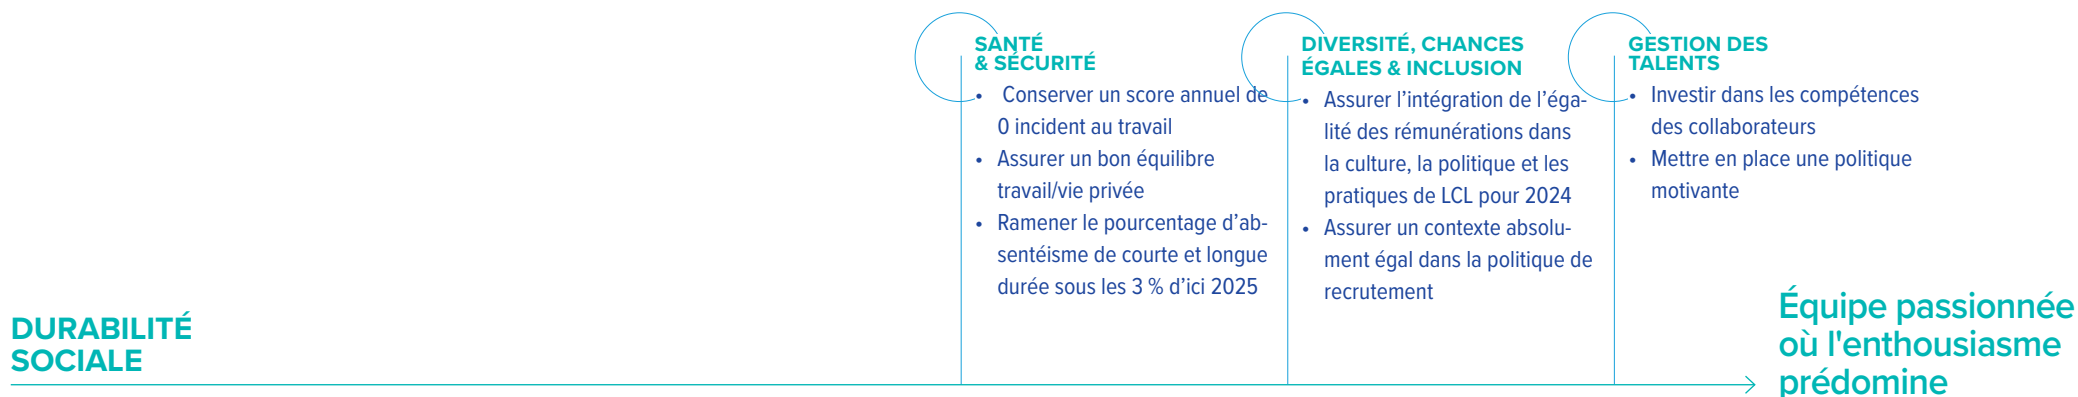 SANTÉ
& SÉCURITÉ
• Conserver un score annuel de
0 incident au travail
• Assurer un bon équilibre
travail/vie privée
• Ramener le pourcentage d’ab-
sentéisme de courte et longue
durée sous les 3 % d’ici 2025
DIVERSITÉ, CHANCES
ÉGALES & INCLUSION
• Assurer l’intégration de l’éga-
lité des rémunérations dans
la culture, la politique et les
pratiques de LCL pour 2024
• Assurer un contexte absolu-
ment égal dans la politique de
recrutement
GESTION DES
TALENTS
• Investir dans les compétences
des collaborateurs
• Mettre en place une politique
motivante
DURABILITÉ
SOCIALE
Équipe passionnée
où l'enthousiasme
prédomine